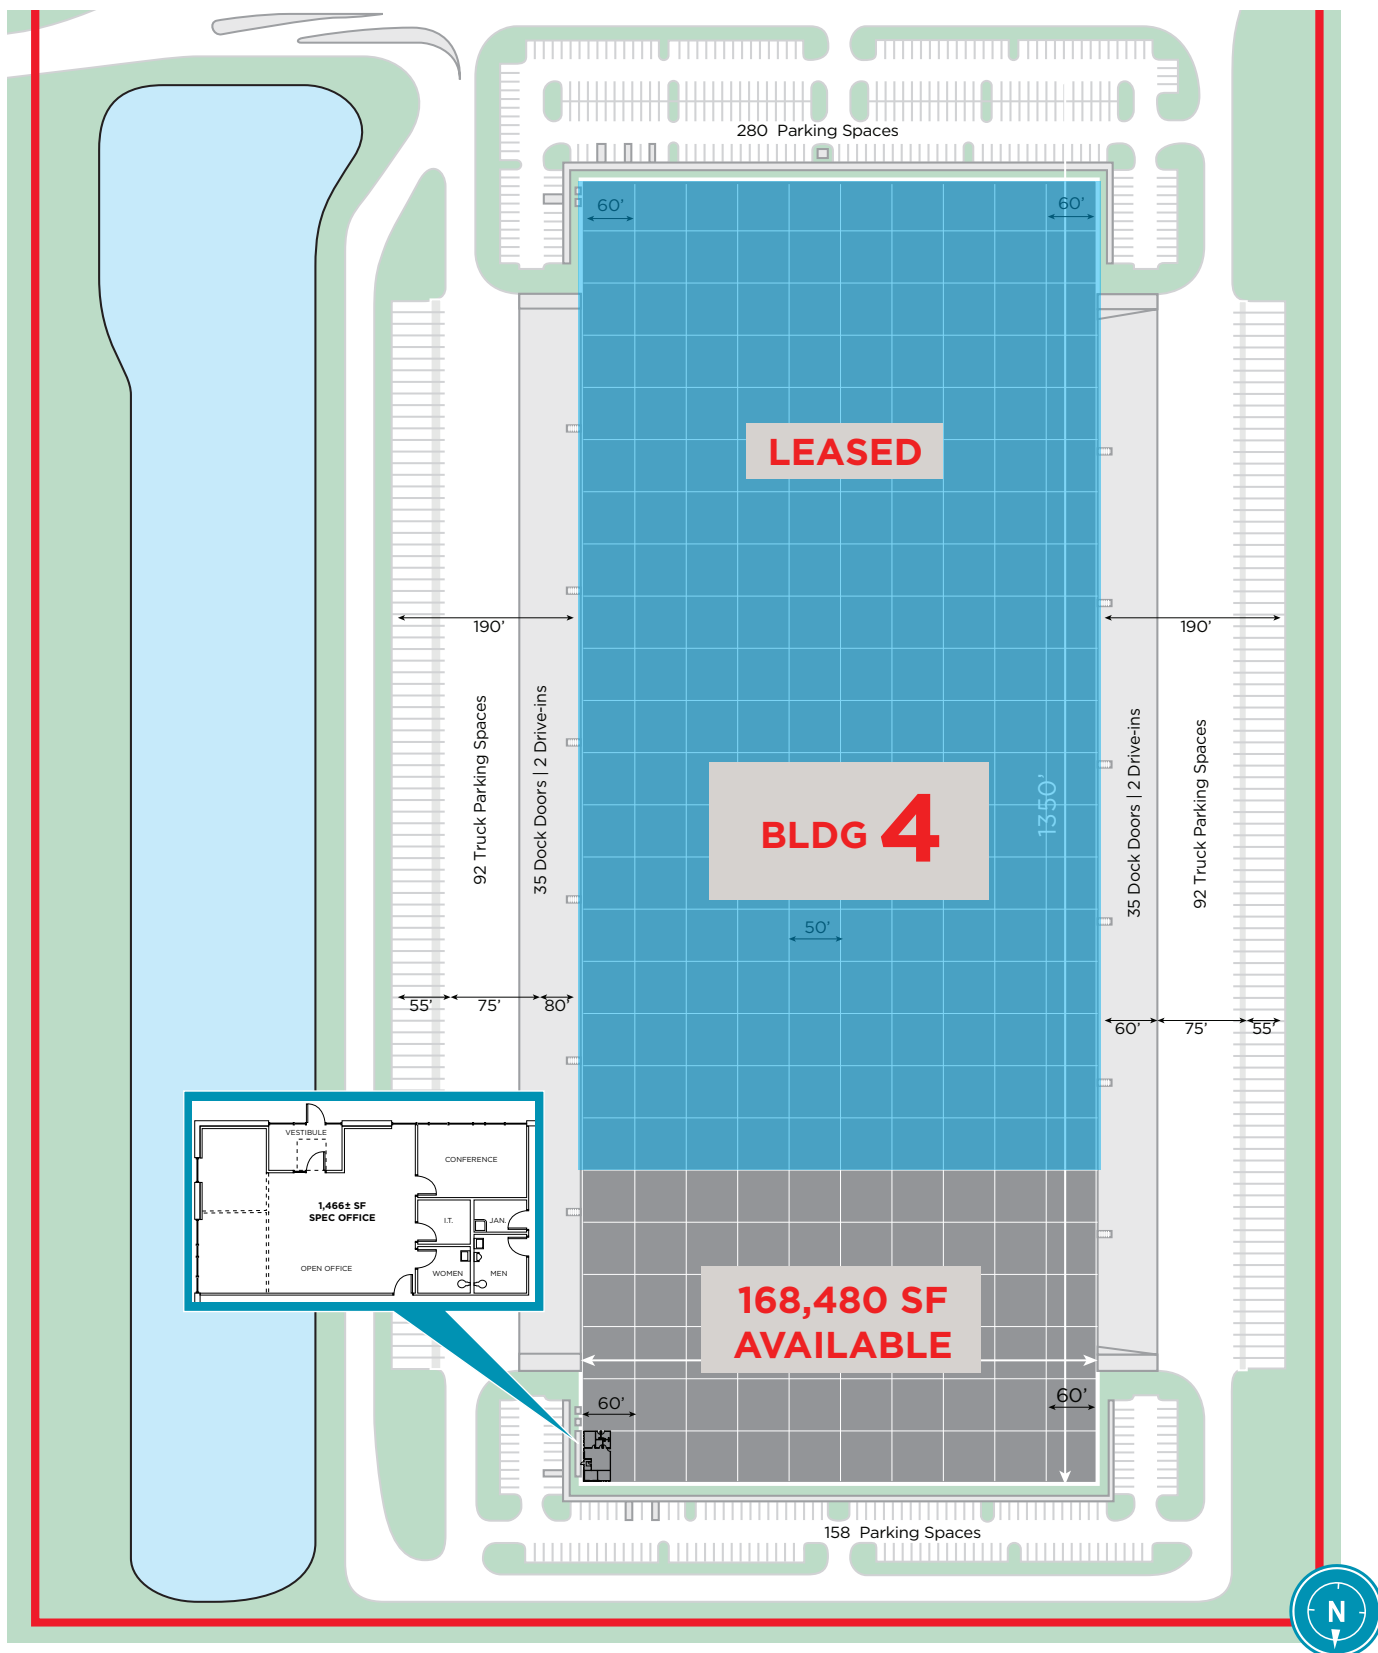 280 Parking Spaces
60’
60’
LEASED
190’
190’
92 Truck Parking Spaces
35 Dock Doors | 2 Drive-ins
BLDG 4
1350’
35 Dock Doors | 2 Drive-ins
92 Truck Parking Spaces
50’
55’
75’
80’
60’
75’
55’
VESTIBULE
CONFERENCE
1,466± SF
SPEC OFFICE
I.T.
JAN.
OPEN OFFICE
WOMEN
MEN
168,480 SF
AVAILABLE
60’
60’
158 Parking Spaces
N